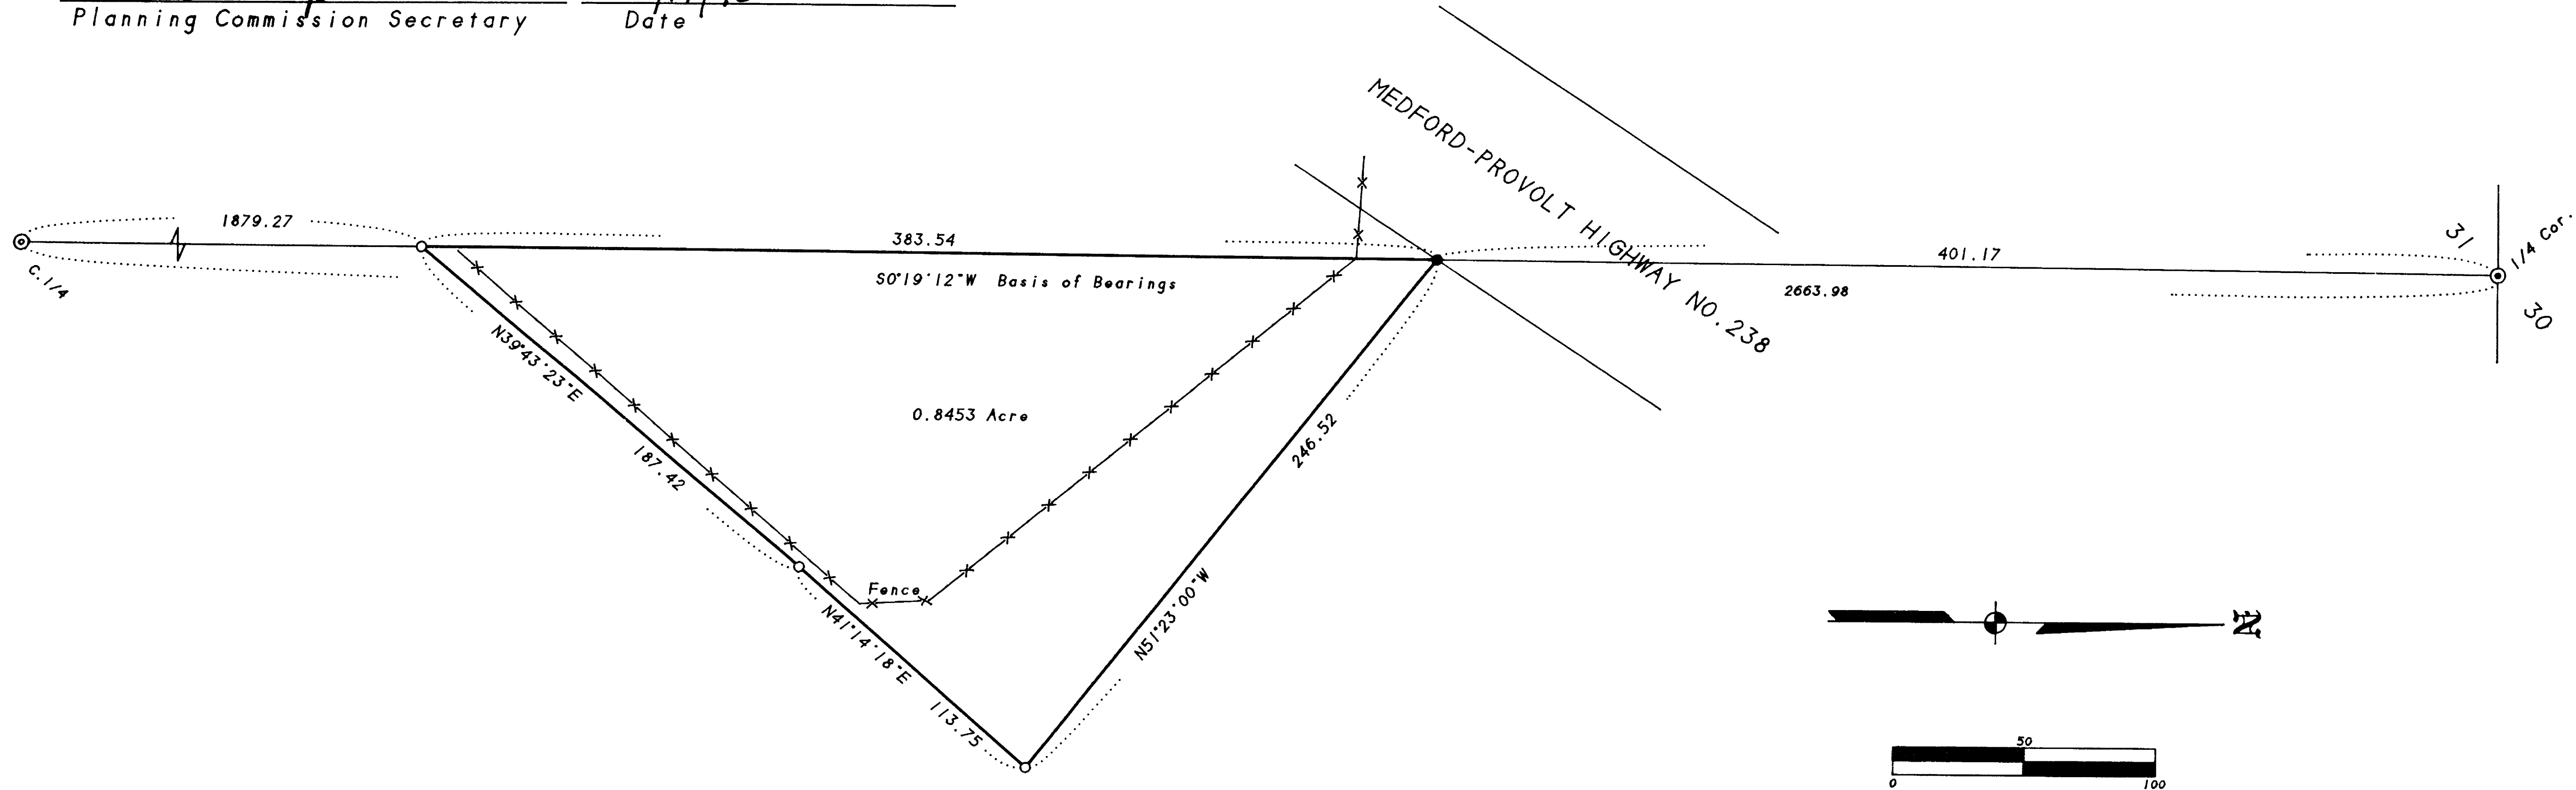 Planning Commission Secretary
Date
MEDFORD-PROVOLT HIGHWAY NO. 238
1879.27
C.1/4
383.54
S0°19'12"W Basis of Bearings
401.17
2663.98
31
1/4 Cor.
30
N39°43'23"E
187.42
0.8453 Acre
246.52
Fence
N41°14'18"E
113.75
N51°23'00"W
N
50
0
100